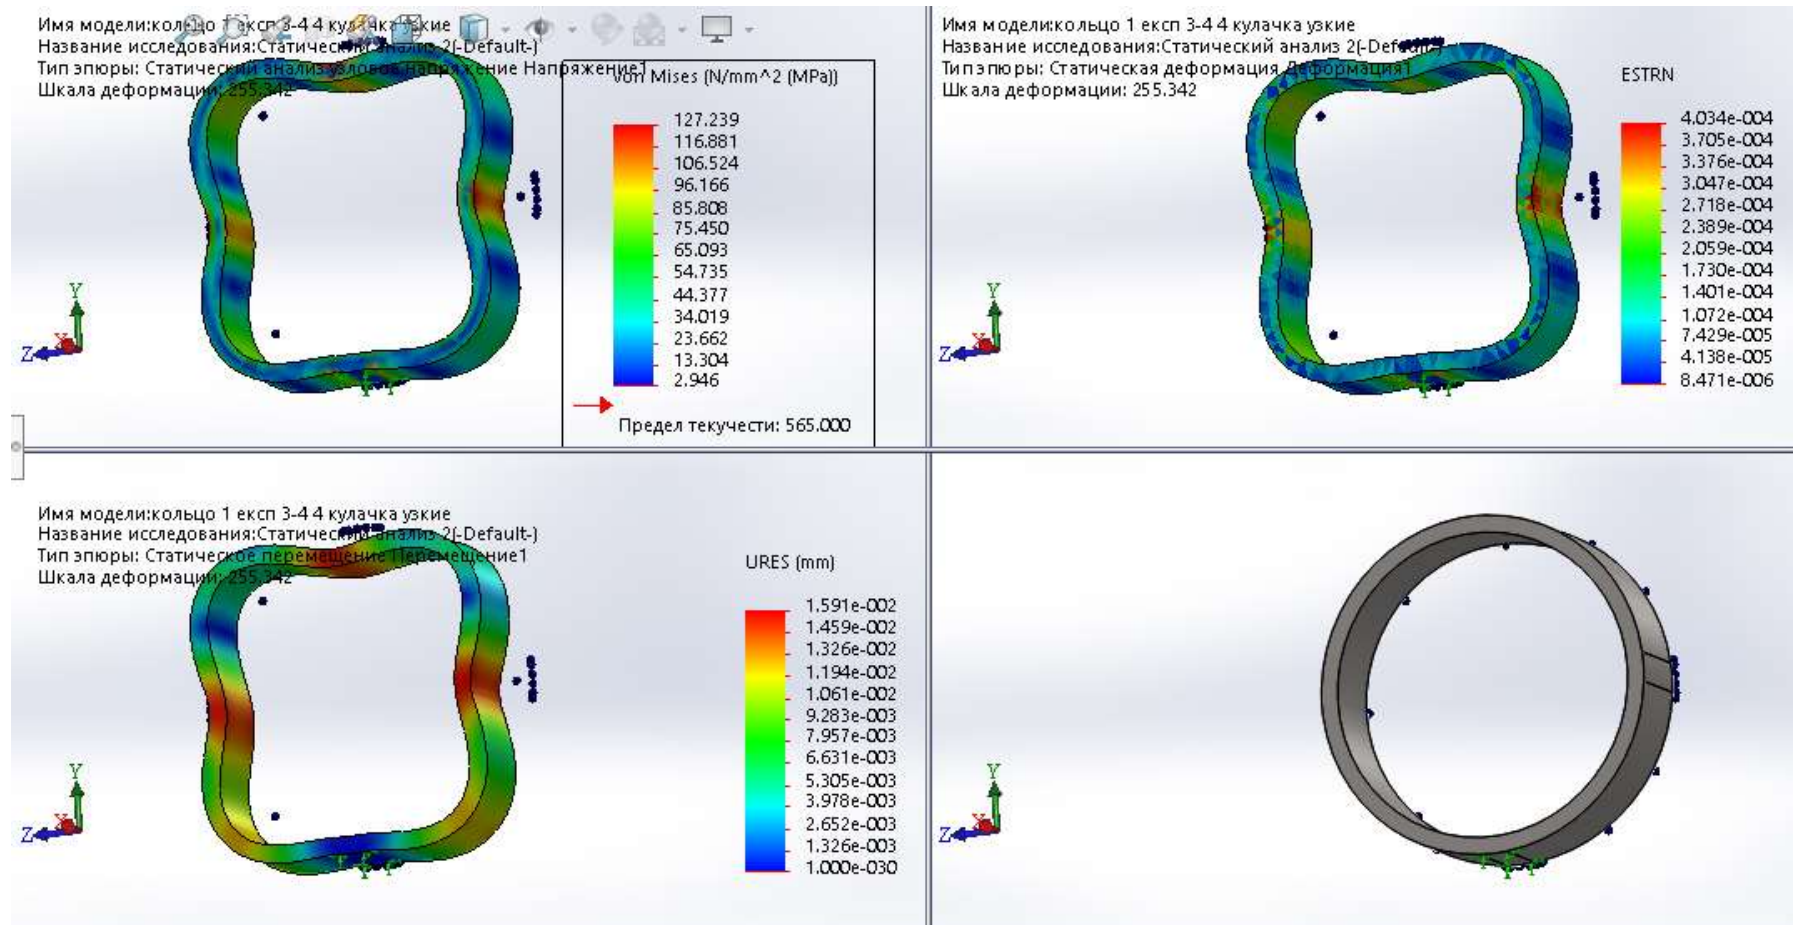 Имя модели:кольцо 1 експ 3-4 4 кулачка узкие
Название исследования:Статический анализ 2(-Default-)
Тип эпюры: Статический анализ узловое напряжение Напряжение1
Шкала деформации: 255.342
von Mises (N/mm^2 (MPa))
127.239
116.881
106.524
96.166
85.808
75.450
65.093
54.735
44.377
34.019
23.662
13.304
2.946
Предел текучести: 565.000
Y
Z
X
Имя модели:кольцо 1 експ 3-4 4 кулачка узкие
Название исследования:Статический анализ 2(-Default-)
Тип эпюры: Статическая деформация Деформация1
Шкала деформации: 255.342
ESTRN
4.034e-004
3.705e-004
3.376e-004
3.047e-004
2.718e-004
2.389e-004
2.059e-004
1.730e-004
1.401e-004
1.072e-004
7.429e-005
4.138e-005
8.471e-006
Y
Z
X
Имя модели:кольцо 1 експ 3-4 4 кулачка узкие
Название исследования:Статический анализ 2(-Default-)
Тип эпюры: Статическое перемещение Перемещение1
Шкала деформации: 255.342
URES (mm)
1.591e-002
1.459e-002
1.326e-002
1.194e-002
1.061e-002
9.283e-003
7.957e-003
6.631e-003
5.305e-003
3.978e-003
2.652e-003
1.326e-003
1.000e-030
Y
Z
X
Y
Z
X